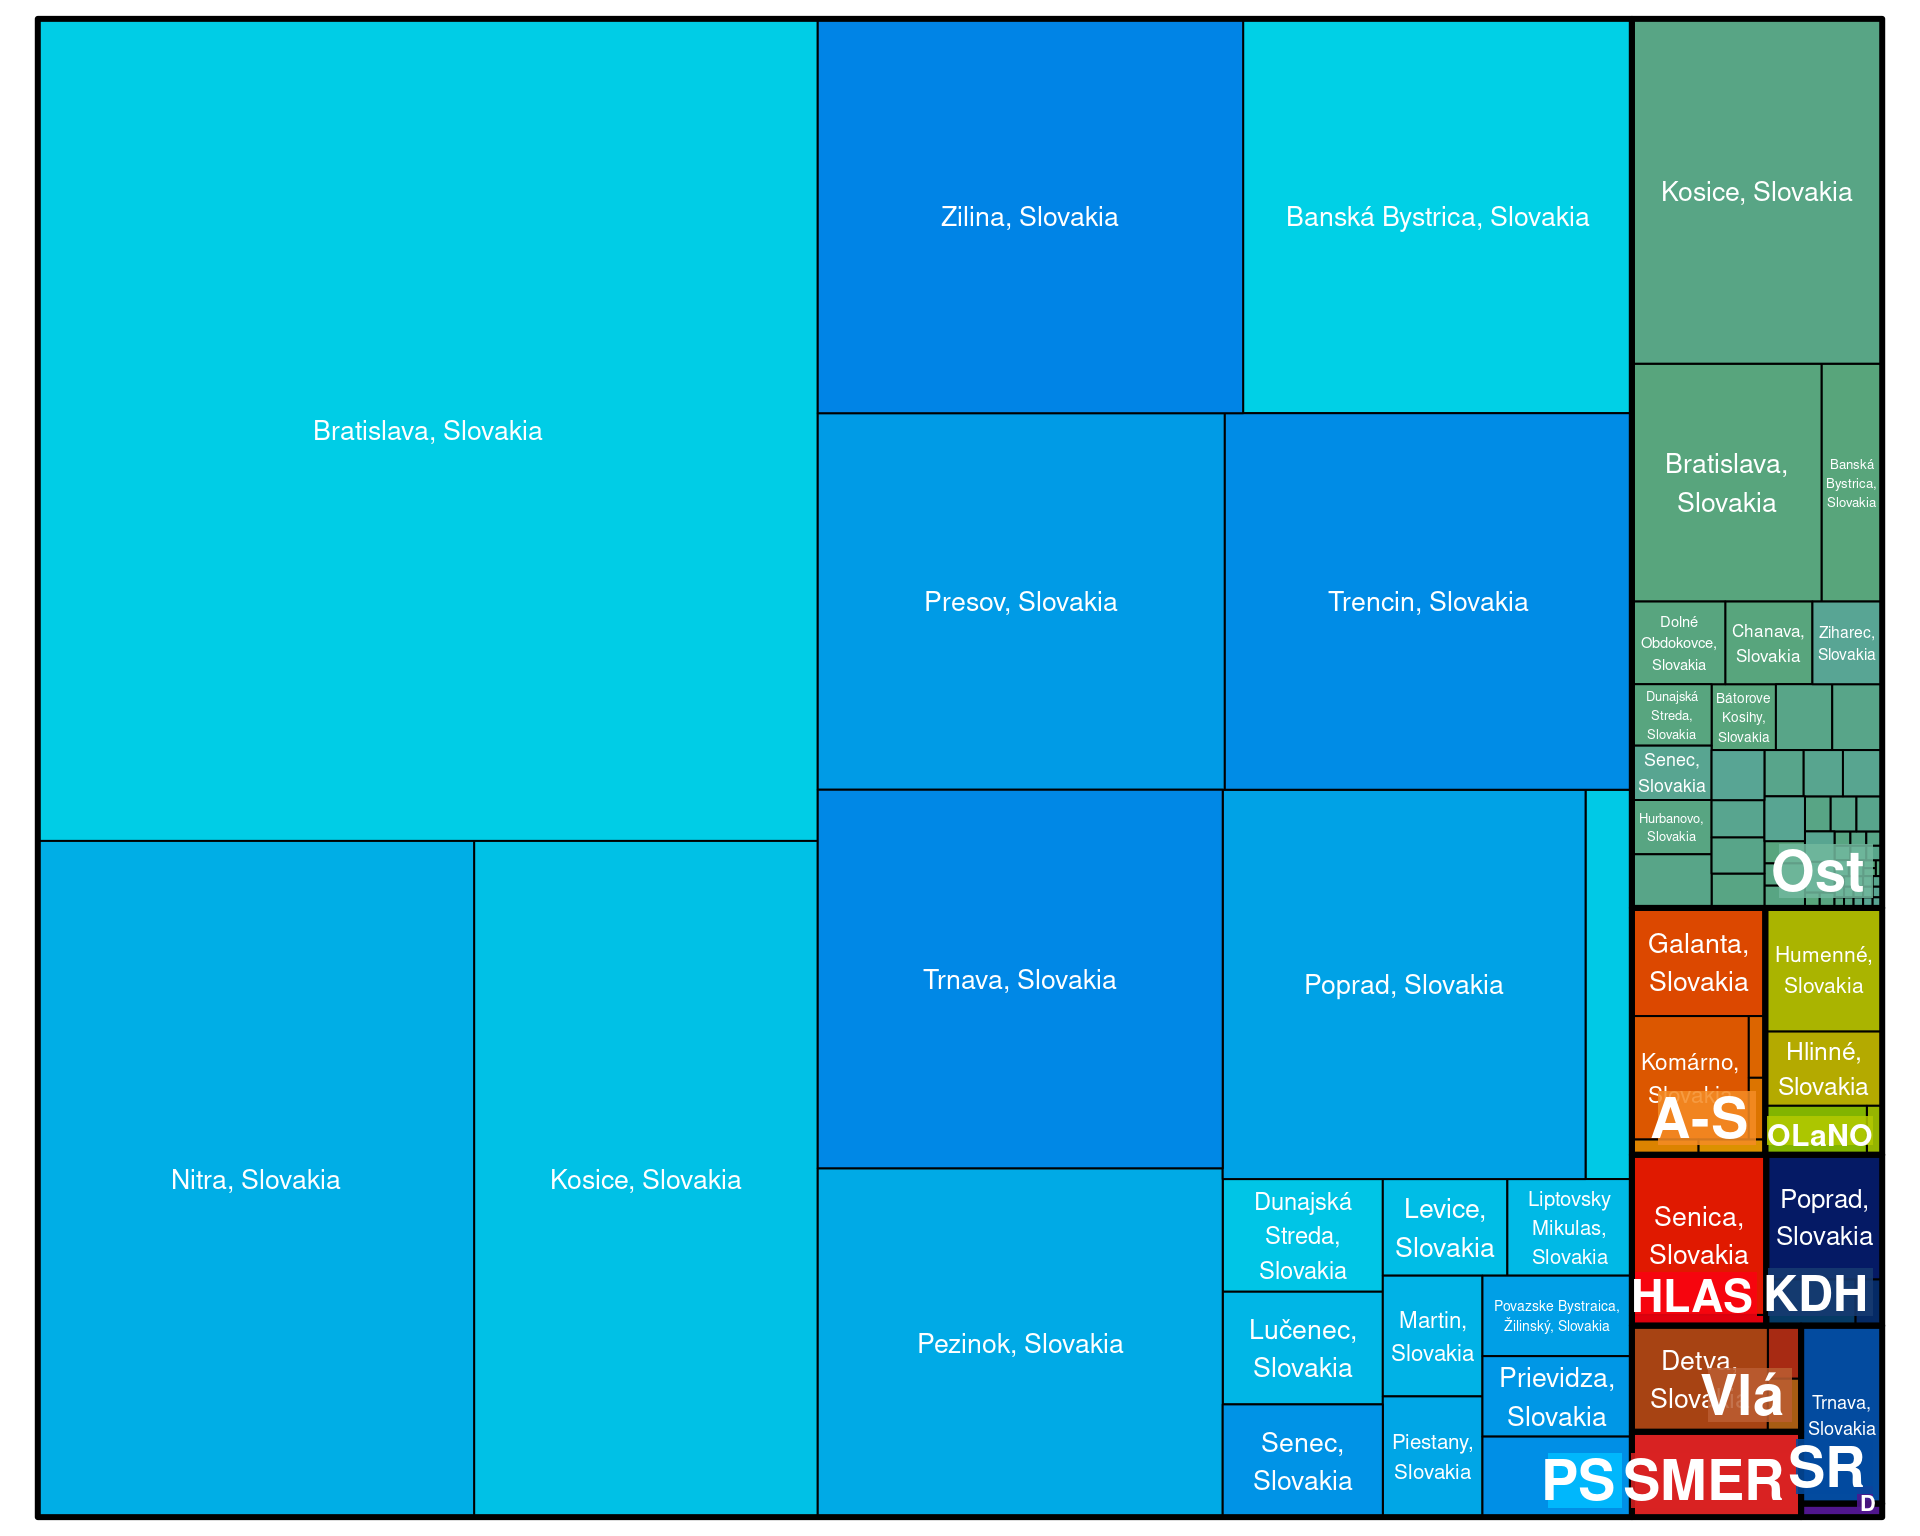 Bratislava, Slovakia
Nitra, Slovakia
Kosice, Slovakia
Zilina, Slovakia
Banská Bystrica, Slovakia
Presov, Slovakia
Trencin, Slovakia
Trnava, Slovakia
Poprad, Slovakia
Pezinok, Slovakia
Dunajská
Streda,
Slovakia
Levice,
Slovakia
Liptovsky
Mikulas,
Slovakia
Lučenec,
Slovakia
Martin,
Slovakia
Povazske Bystraica,
Žilinský, Slovakia
Prievidza,
Slovakia
Senec,
Slovakia
Piestany,
Slovakia
PS
Kosice, Slovakia
Bratislava,
Slovakia
Banská
Bystrica,
Slovakia
Dolné
Obdokovce,
Slovakia
Chanava,
Slovakia
Ziharec,
Slovakia
Dunajská
Streda,
Slovakia
Bátorove
Kosihy,
Slovakia
Senec,
Slovakia
Hurbanovo,
Slovakia
Ost
Galanta,
Slovakia
Komárno,
Slovakia
A-S
Humenné,
Slovakia
Hlinné,
Slovakia
OLaNO
Senica,
Slovakia
HLAS
Poprad,
Slovakia
KDH
Detva,
Slovakia
Vlá
Trnava,
Slovakia
SR
SMER
D